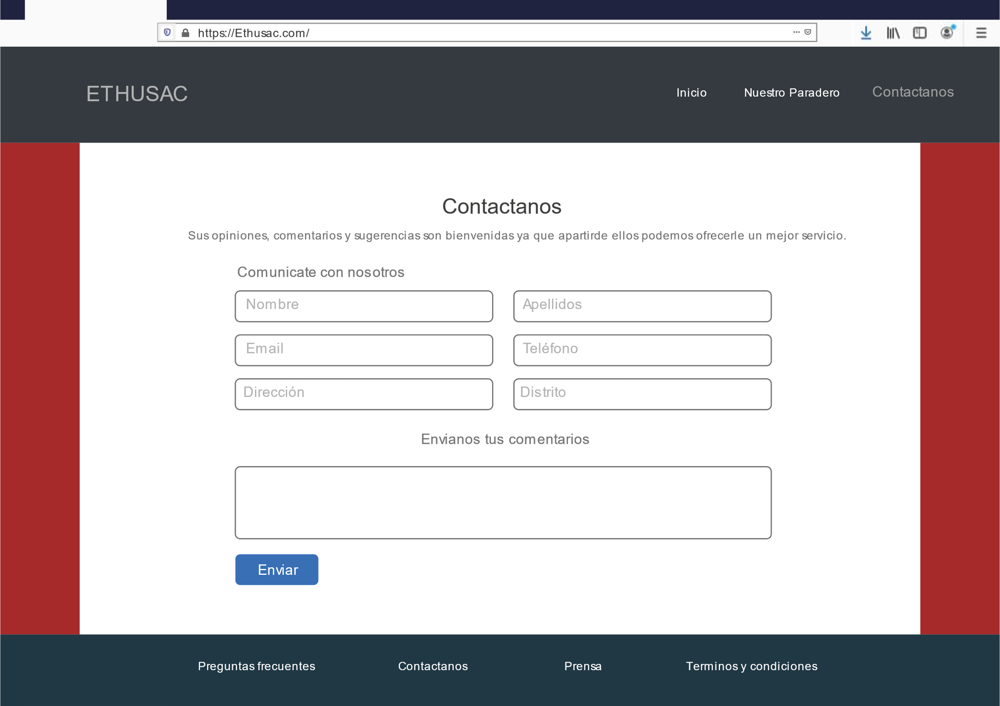 https://Ethusac.com/
ETHUSAC
Inicio
Nuestro Paradero
Contactanos
Contactanos
Sus opiniones, comentarios y sugerencias son bienvenidas ya que apartirde ellos podemos ofrecerle un mejor servicio.
Comunicate con nosotros
Nombre
Apellidos
Email
Teléfono
Dirección
Distrito
Envianos tus comentarios
Enviar
Preguntas frecuentes
Contactanos
Prensa
Terminos y condiciones